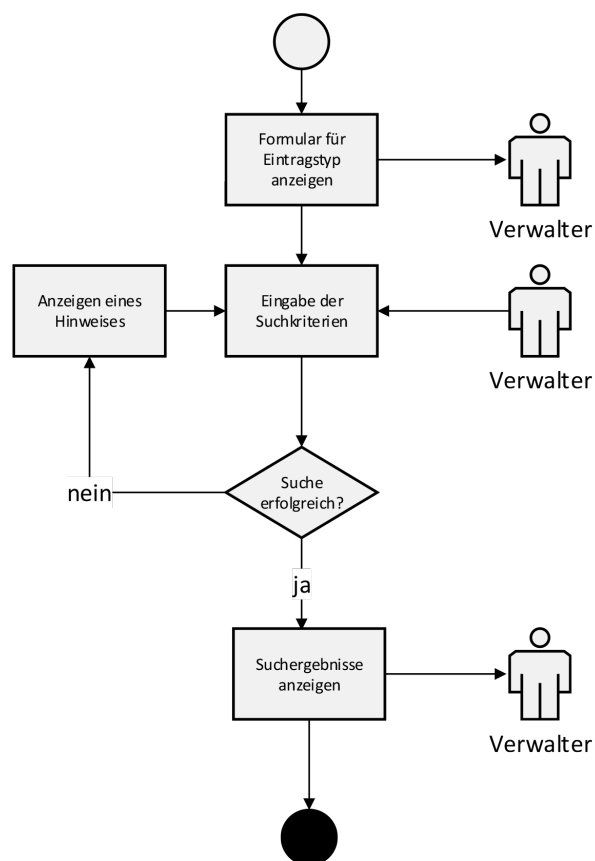 Formular für
Eintragstyp
anzeigen
Verwalter
Anzeigen eines
Hinweises
Eingabe der
Suchkriterien
Verwalter
Suche
erfolgreich?
nein
ja
Suchergebnisse
anzeigen
Verwalter